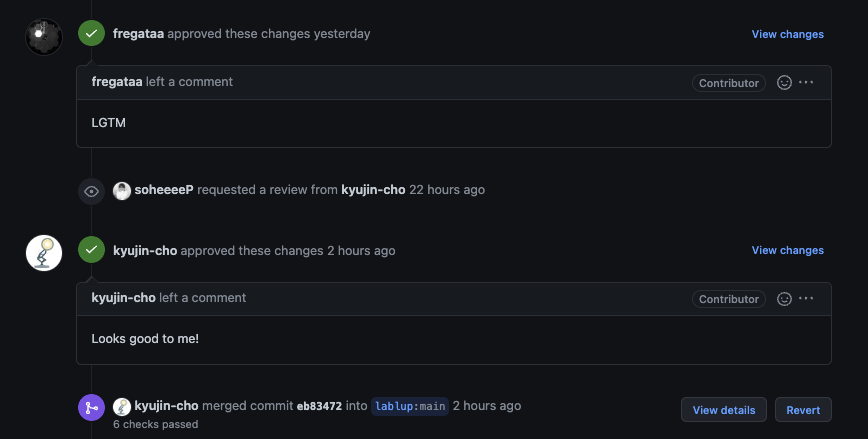 fregataa approved these changes yesterday View changes
fregataa left a comment Contributor
LGTM
soheeeeP requested a review from kyujin-cho 22 hours ago
kyujin-cho approved these changes 2 hours ago View changes
kyujin-cho left a comment Contributor
Looks good to me!
kyujin-cho merged commit eb83472 into lablup:main 2 hours ago View details Revert
6 checks passed